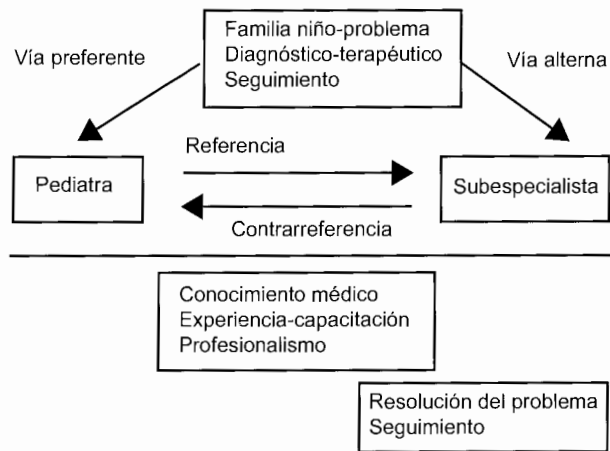 Familia niño-problema
Diagnóstico-terapéutico
Seguimiento
Vía preferente
Vía alterna
Pediatra
Referencia
Contrarreferencia
Subespecialista
Conocimiento médico
Experiencia-capacitación
Profesionalismo
Resolución del problema
Seguimiento